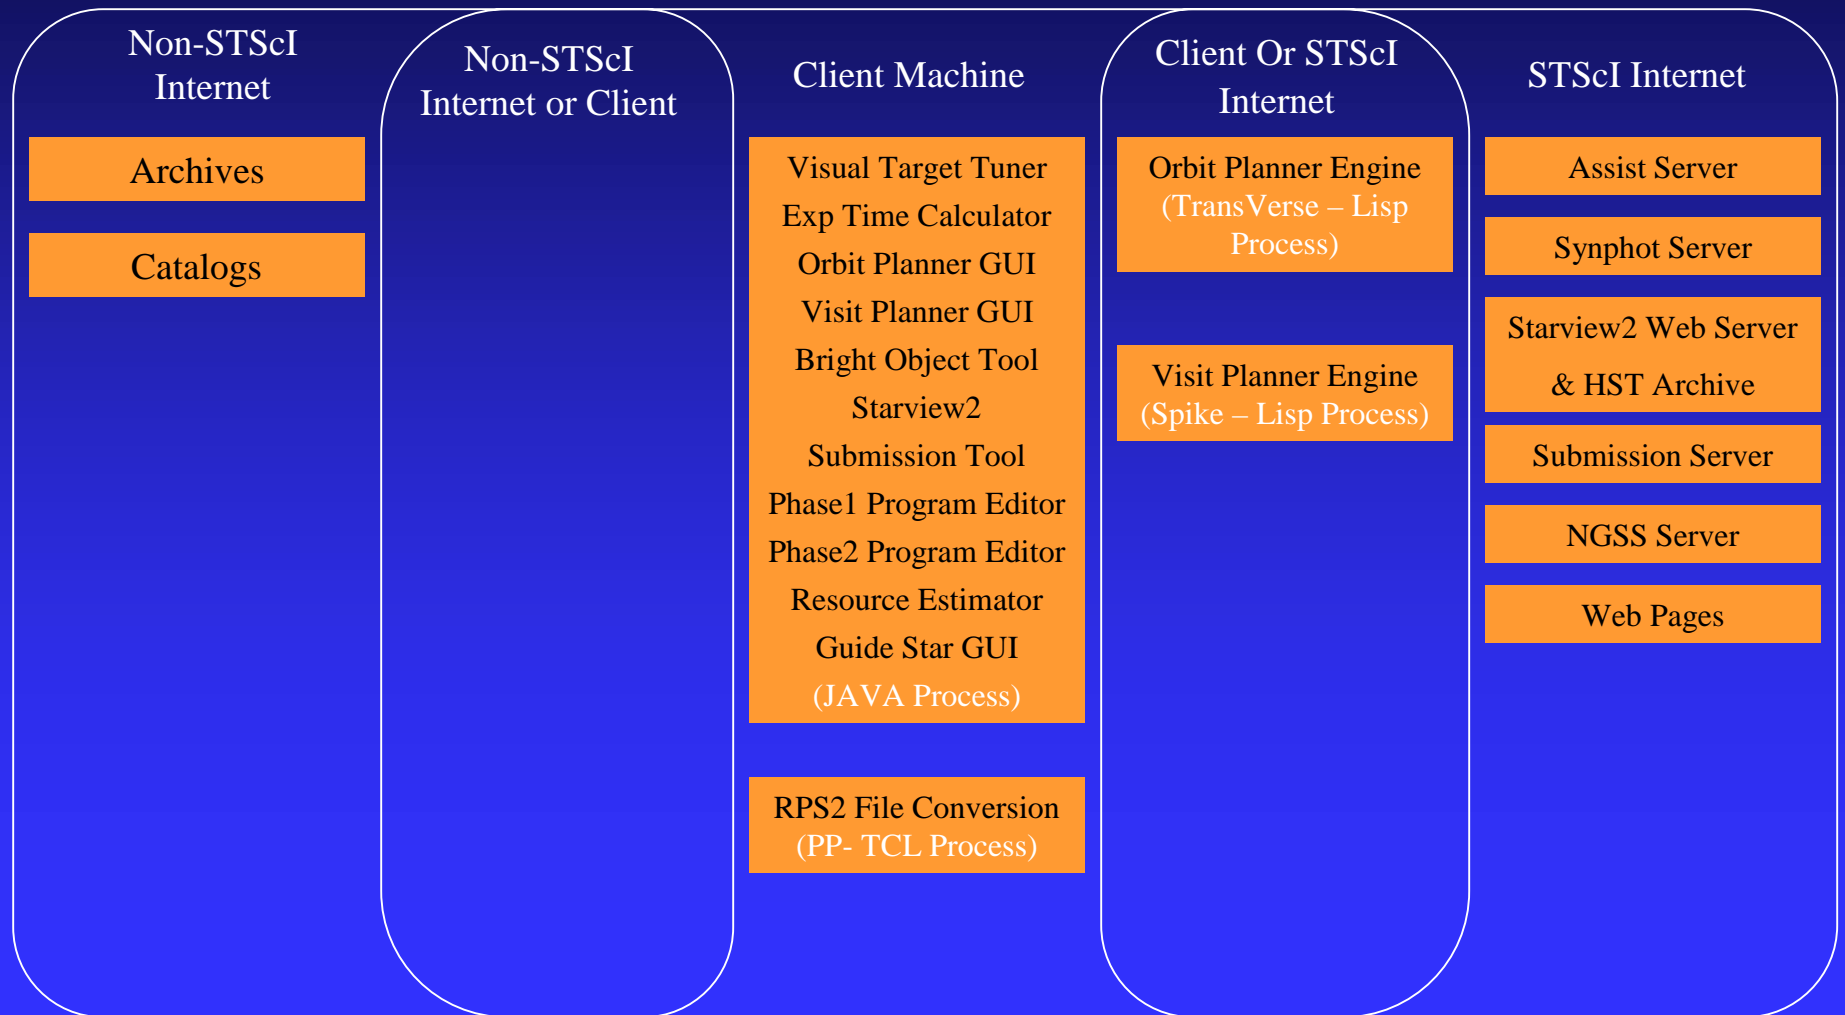 Non-STScI
Internet
Archives
Catalogs
Non-STScI
Internet or Client
Client Machine
Visual Target Tuner
Exp Time Calculator
Orbit Planner GUI
Visit Planner GUI
Bright Object Tool
Starview2
Submission Tool
Phase1 Program Editor
Phase2 Program Editor
Resource Estimator
Guide Star GUI
(JAVA Process)
RPS2 File Conversion
(PP- TCL Process)
Client Or STScI
Internet
Orbit Planner Engine
(TransVerse – Lisp
Process)
Visit Planner Engine
(Spike – Lisp Process)
STScI Internet
Assist Server
Synphot Server
Starview2 Web Server
& HST Archive
Submission Server
NGSS Server
Web Pages